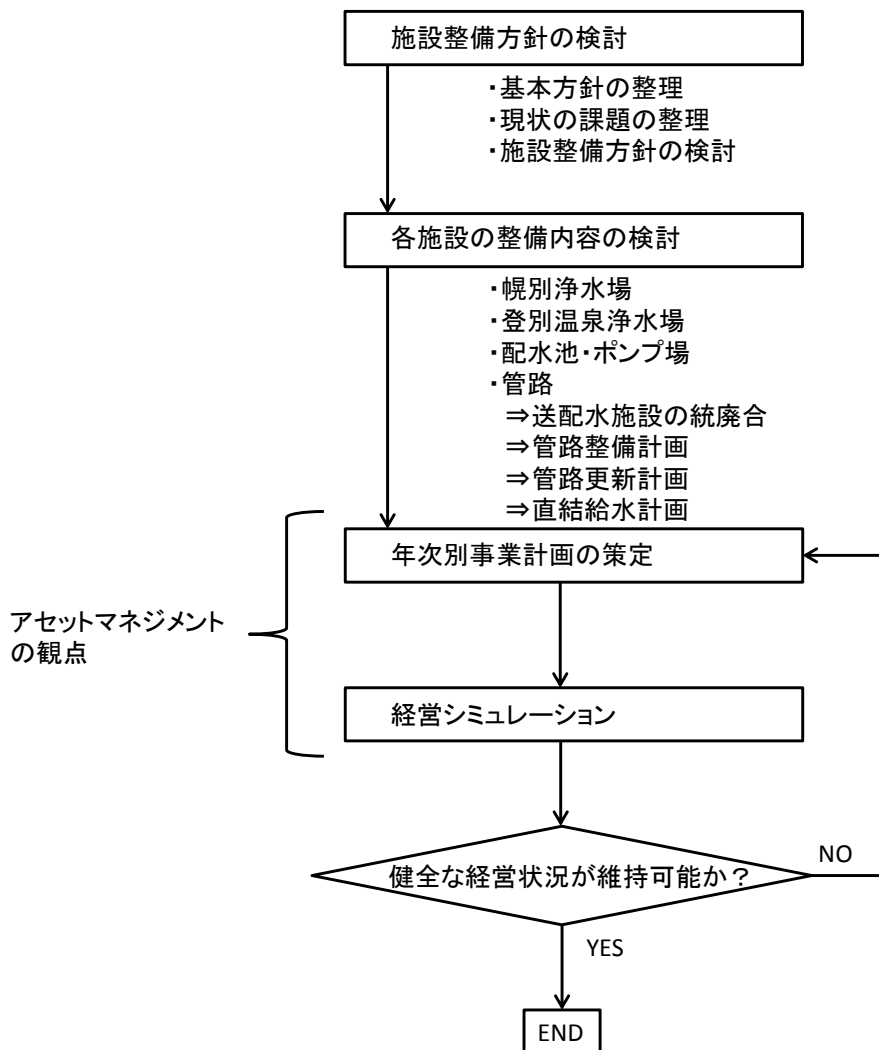 施設整備方針の検討
・基本方針の整理
・現状の課題の整理
・施設整備方針の検討
各施設の整備内容の検討
・幌別浄水場
・登別温泉浄水場
・配水池・ポンプ場
・管路
⇒送配水施設の統廃合
⇒管路整備計画
⇒管路更新計画
⇒直結給水計画
年次別事業計画の策定
アセットマネジメント
の観点
経営シミュレーション
健全な経営状況が維持可能か？
NO
YES
END